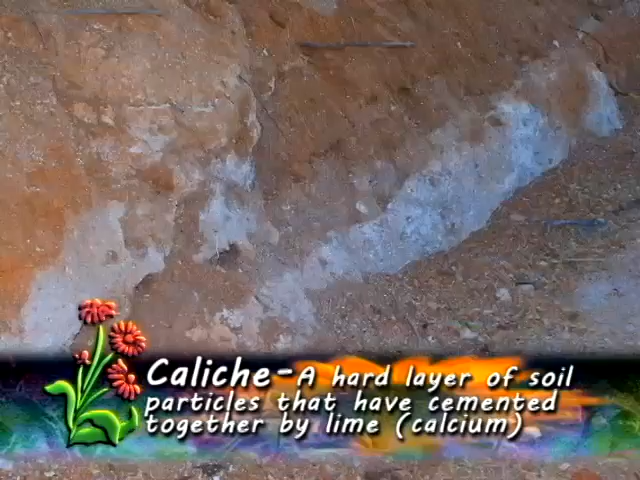 Caliche-A hard layer of soil
particles that have cemented
together by lime (calcium)